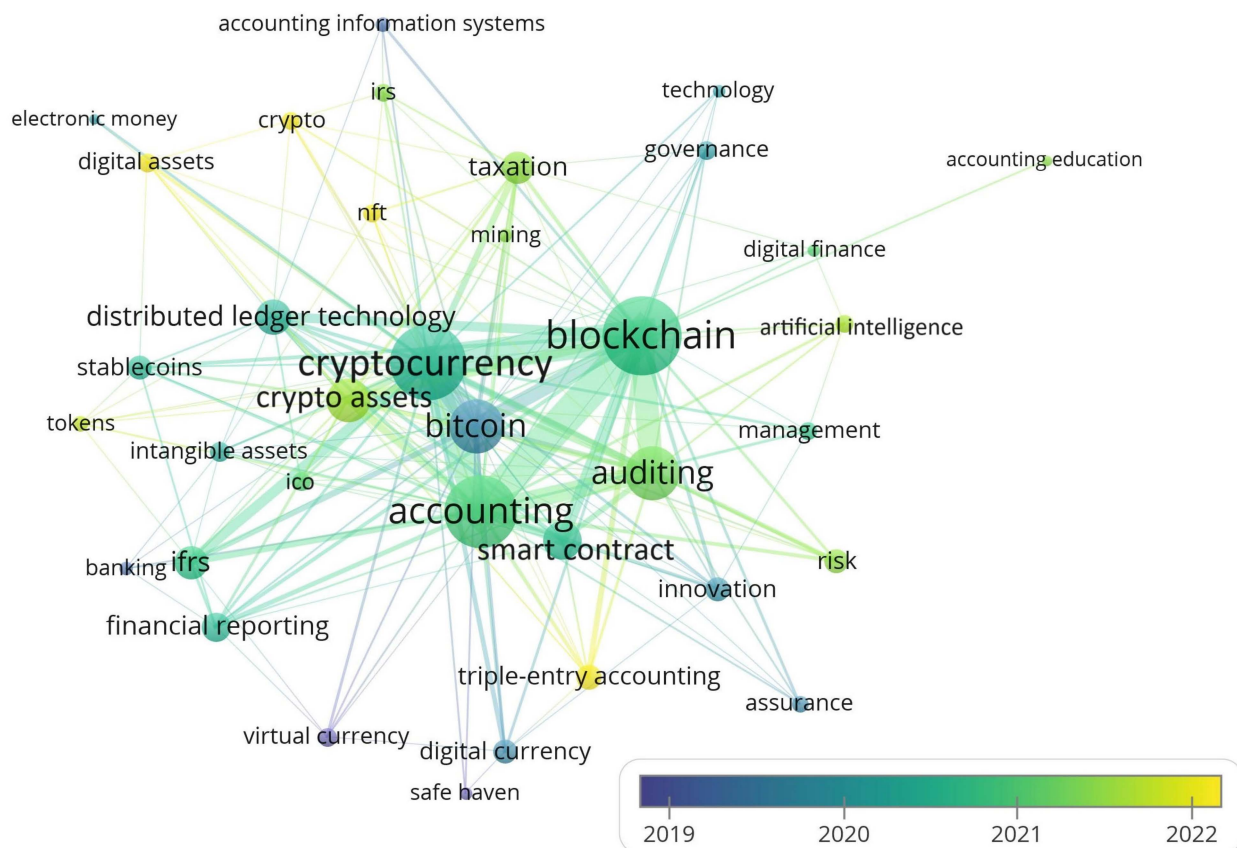 accounting information systems
irs
technology
electronic money
crypto
digital assets
taxation
governance
accounting education
nft
mining
digital finance
distributed ledger technology
blockchain
artificial intelligence
stablecoins
cryptocurrency
crypto assets
tokens
bitcoin
management
intangible assets
ico
auditing
accounting
smart contract
banking
ifrs
risk
innovation
financial reporting
triple-entry accounting
assurance
virtual currency
digital currency
safe haven
2019
2020
2021
2022